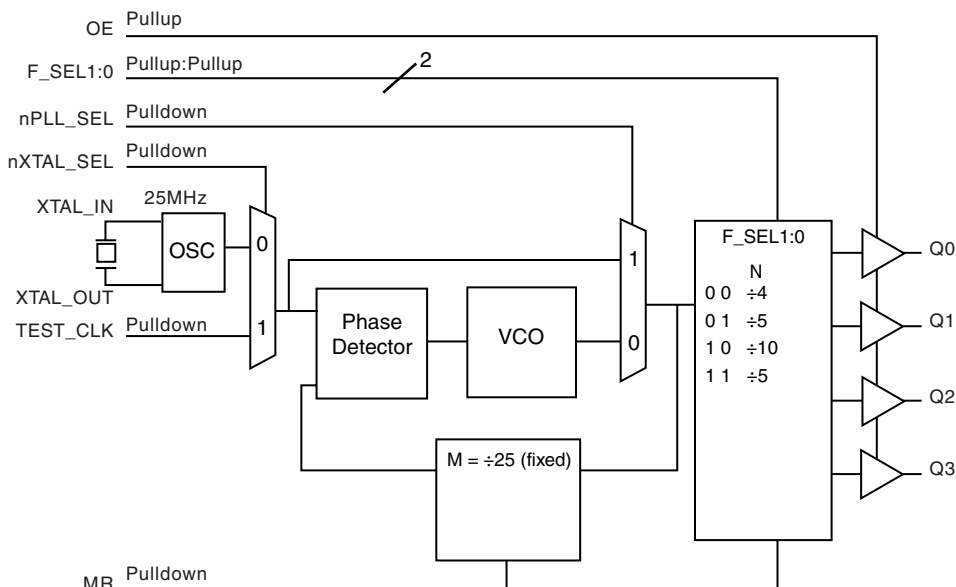 OE Pullup
F_SEL1:0 Pullup:Pullup 2
nPLL_SEL Pulldown
nXTAL_SEL Pulldown
XTAL_IN 25MHz
OSC
XTAL_OUT
TEST_CLK Pulldown
0
1
Phase
Detector
VCO
1
0
M = ÷25 (fixed)
F_SEL1:0
N
0 0 ÷4
0 1 ÷5
1 0 ÷10
1 1 ÷5
Q0
Q1
Q2
Q3
MR Pulldown